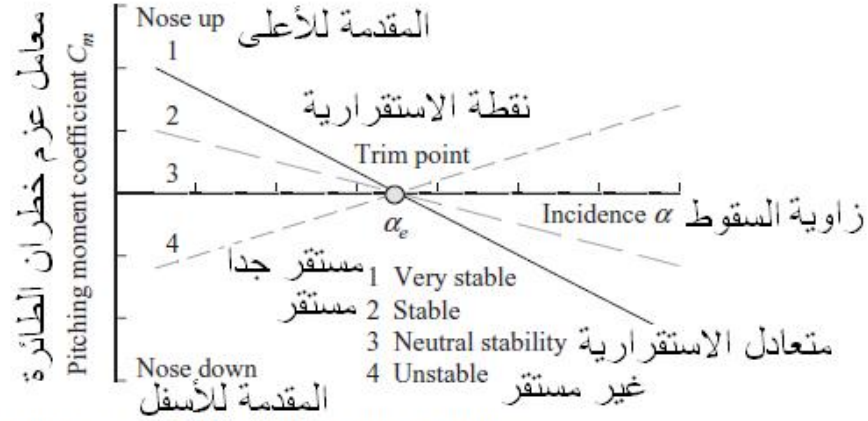 Nose up المقدمة للأعلى
معامل عزم خطران الطائرة
Pitching moment coefficient Cm
1
2
3
4
نقطة الاستقرارية
Trim point
αe
Incidence α زاوية السقوط
مستقر جدا 1 Very stable
مستقر 2 Stable
3 Neutral stability متعادل الاستقرارية
4 Unstable غير مستقر
Nose down
المقدمة للأسفل